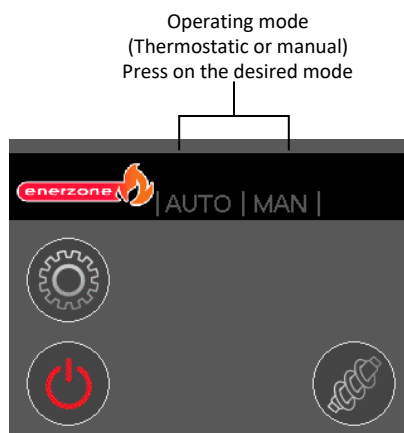 Operating mode
(Thermostatic or manual)
Press on the desired mode
enerzone
| AUTO | MAN |